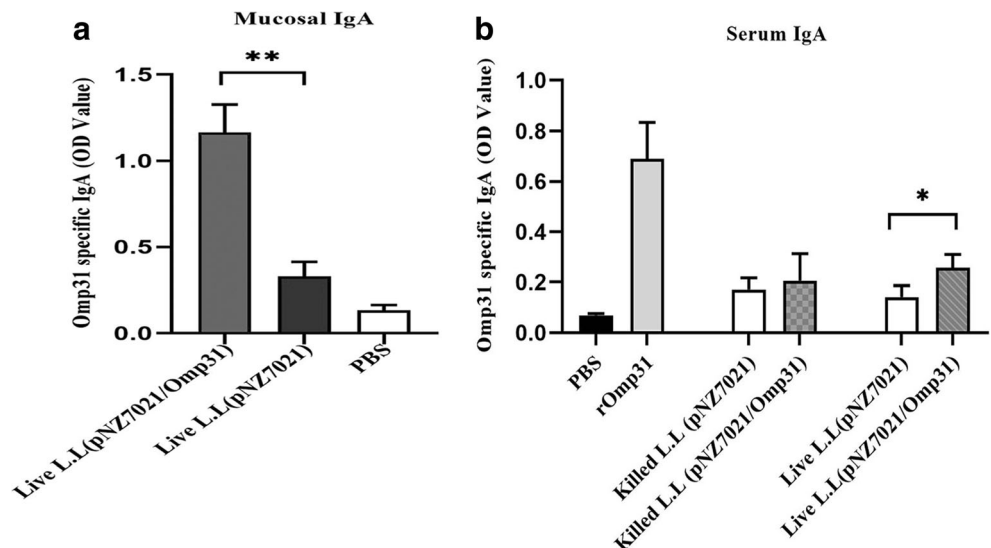 a
Mucosal IgA
**
Omp31 specific IgA (OD Value)
1.5
1.0
0.5
0.0
Live L.L(pNZ7021/Omp31)
Live L.L(pNZ7021)
PBS
b
Serum IgA
Omp31 specific IgA (OD Value)
1.0
0.8
0.6
0.4
0.2
0.0
*
PBS
rOmp31
Killed L.L (pNZ7021)
Killed L.L (pNZ7021/Omp31)
Live L.L(pNZ7021)
Live L.L(pNZ7021/Omp31)